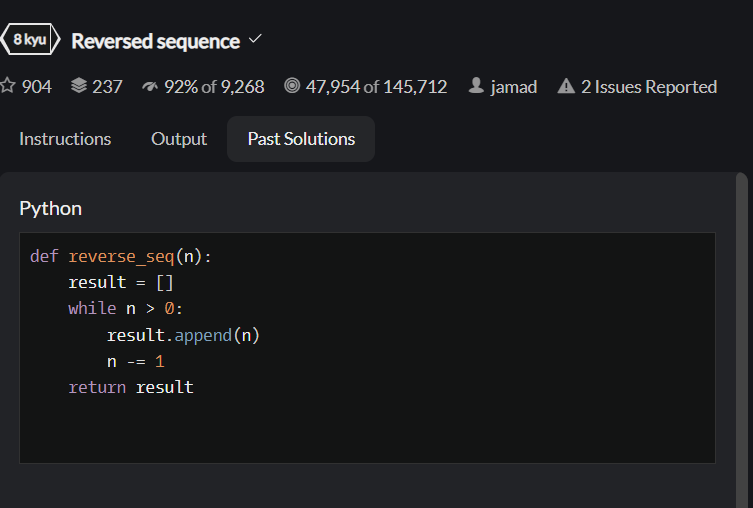 8 kyu Reversed sequence
904 237 92% of 9,268 47,954 of 145,712 jamad 2 Issues Reported
Instructions Output Past Solutions
Python
def reverse_seq(n):
    result = []
    while n > 0:
        result.append(n)
        n -= 1
    return result